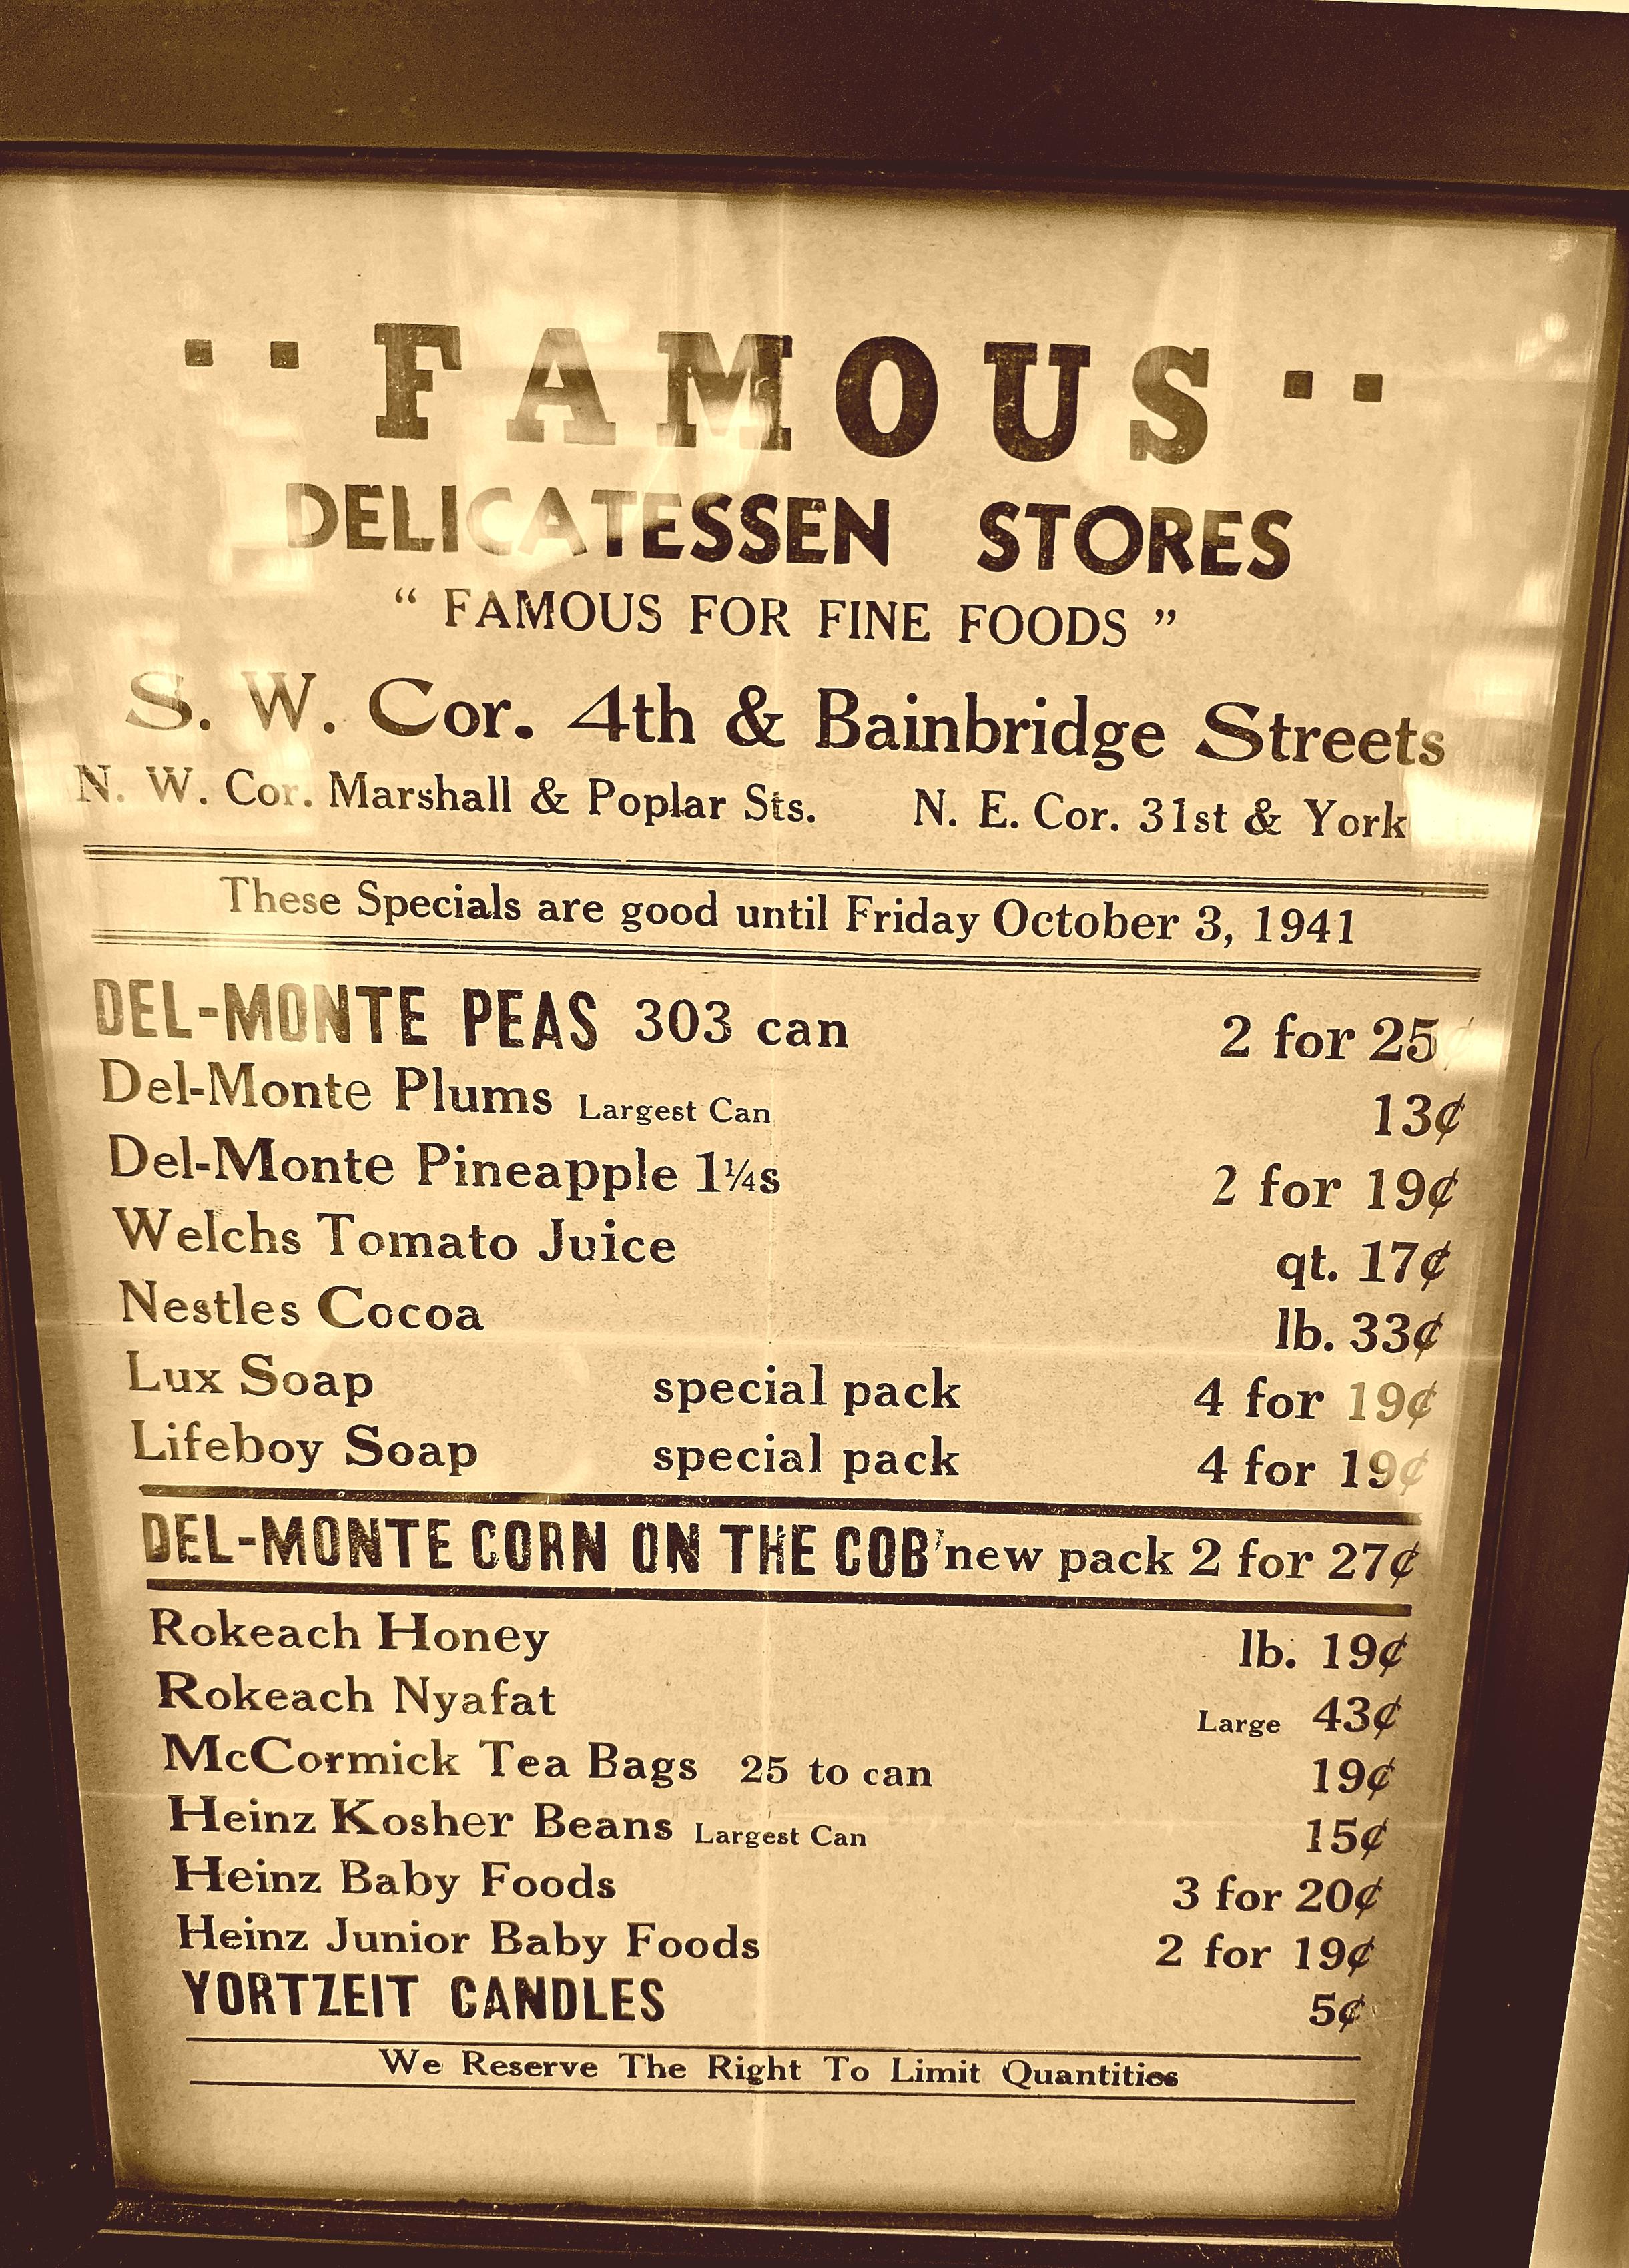 ·· FAMOUS ··
DELICATESSEN STORES
“ FAMOUS FOR FINE FOODS ”
S. W. Cor. 4th & Bainbridge Streets
N. W. Cor. Marshall & Poplar Sts. N. E. Cor. 31st & York
These Specials are good until Friday October 3, 1941
DEL-MONTE PEAS 303 can 2 for 25¢
Del-Monte Plums Largest Can 13¢
Del-Monte Pineapple 1¼s 2 for 19¢
Welchs Tomato Juice qt. 17¢
Nestles Cocoa lb. 33¢
Lux Soap special pack 4 for 19¢
Lifeboy Soap special pack 4 for 19¢
DEL-MONTE CORN ON THE COB new pack 2 for 27¢
Rokeach Honey lb. 19¢
Rokeach Nyafat Large 43¢
McCormick Tea Bags 25 to can 19¢
Heinz Kosher Beans Largest Can 15¢
Heinz Baby Foods 3 for 20¢
Heinz Junior Baby Foods 2 for 19¢
YORTZEIT CANDLES 5¢
We Reserve The Right To Limit Quantities